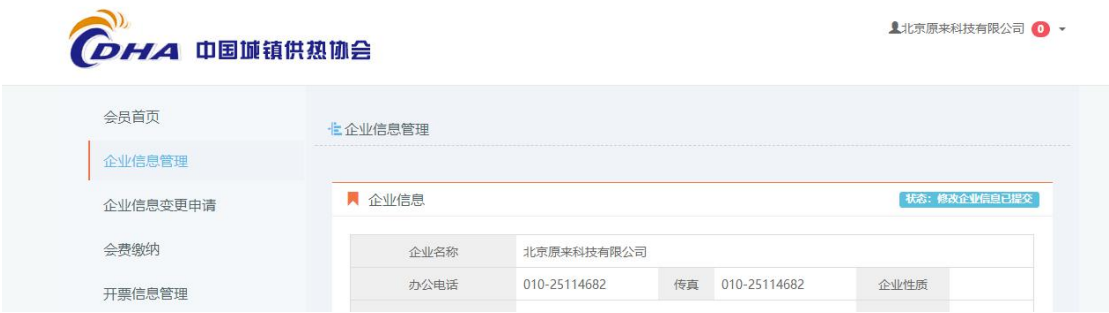 CDHA 中国城镇供热协会
北京原来科技有限公司 0
会员首页
企业信息管理
企业信息变更申请
会费缴纳
开票信息管理
企业信息管理
企业信息
状态：修改企业信息已提交
企业名称 北京原来科技有限公司
办公电话 010-25114682 传真 010-25114682 企业性质